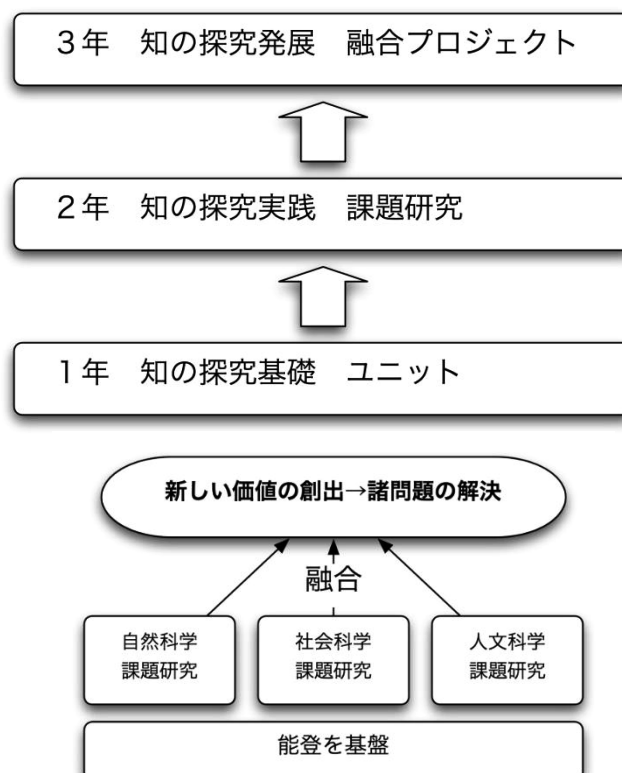 ３年　知の探究発展　融合プロジェクト
２年　知の探究実践　課題研究
１年　知の探究基礎　ユニット
新しい価値の創出→諸問題の解決
融合
自然科学
課題研究
社会科学
課題研究
人文科学
課題研究
能登を基盤